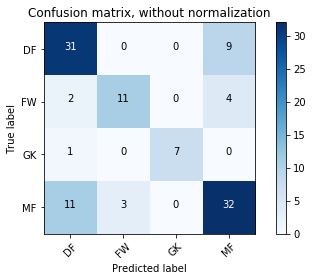 Confusion matrix, without normalization
DF 31 0 0 9
FW 2 11 0 4
GK 1 0 7 0
MF 11 3 0 32
DF FW GK MF
True label
Predicted label
30
25
20
15
10
5
0